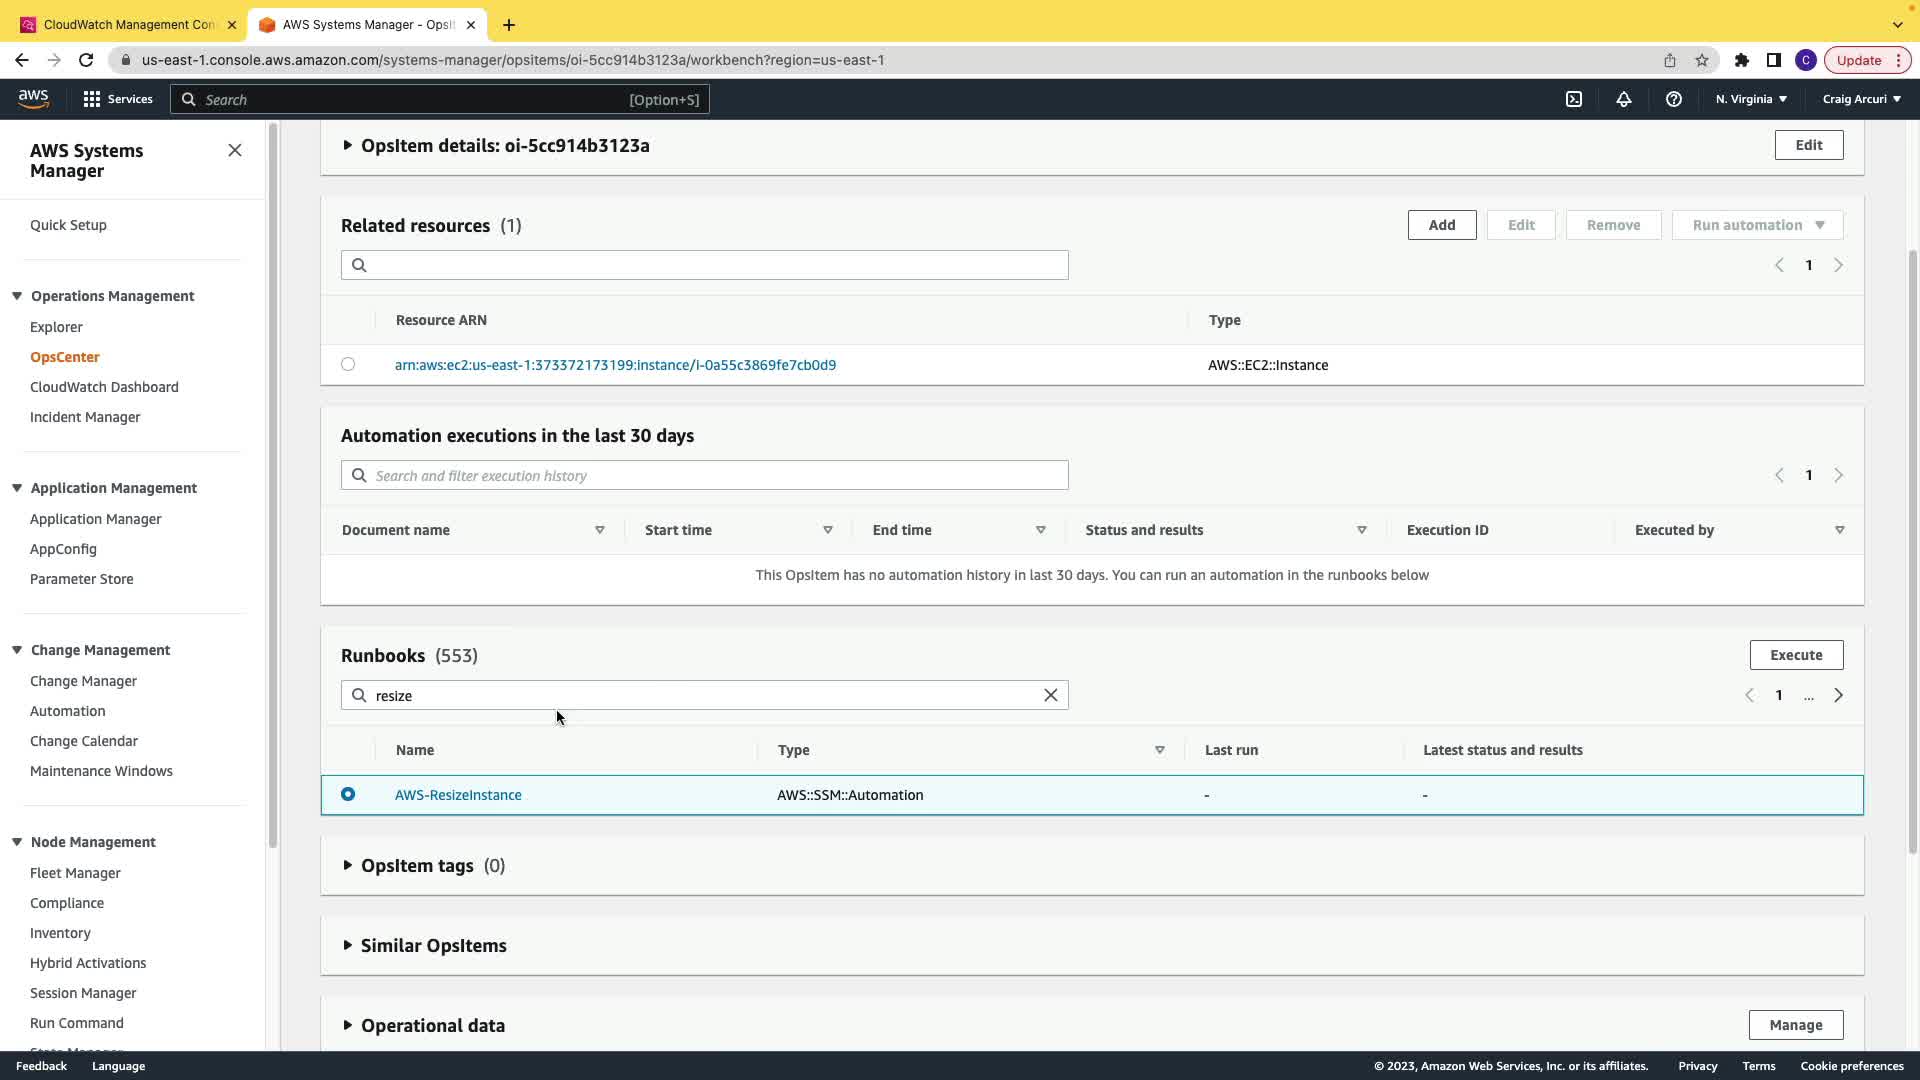 CloudWatch Management Con
AWS Systems Manager - OpsIt
us-east-1.console.aws.amazon.com/systems-manager/opsitems/oi-5cc914b3123a/workbench?region=us-east-1
C
Update
aws
Services
Search
[Option+S]
N. Virginia
Craig Arcuri
AWS Systems
Manager
Quick Setup
Operations Management
Explorer
OpsCenter
CloudWatch Dashboard
Incident Manager
Application Management
Application Manager
AppConfig
Parameter Store
Change Management
Change Manager
Automation
Change Calendar
Maintenance Windows
Node Management
Fleet Manager
Compliance
Inventory
Hybrid Activations
Session Manager
Run Command
OpsItem details: oi-5cc914b3123a
Edit
Related resources (1)
Add
Edit
Remove
Run automation
1
Resource ARN
Type
arn:aws:ec2:us-east-1:373372173199:instance/i-0a55c3869fe7cb0d9
AWS::EC2::Instance
Automation executions in the last 30 days
Search and filter execution history
1
Document name
Start time
End time
Status and results
Execution ID
Executed by
This OpsItem has no automation history in last 30 days. You can run an automation in the runbooks below
Runbooks (553)
Execute
resize
1 ...
Name
Type
Last run
Latest status and results
AWS-ResizeInstance
AWS::SSM::Automation
-
-
OpsItem tags (0)
Similar OpsItems
Operational data
Manage
Feedback
Language
© 2023, Amazon Web Services, Inc. or its affiliates.
Privacy
Terms
Cookie preferences